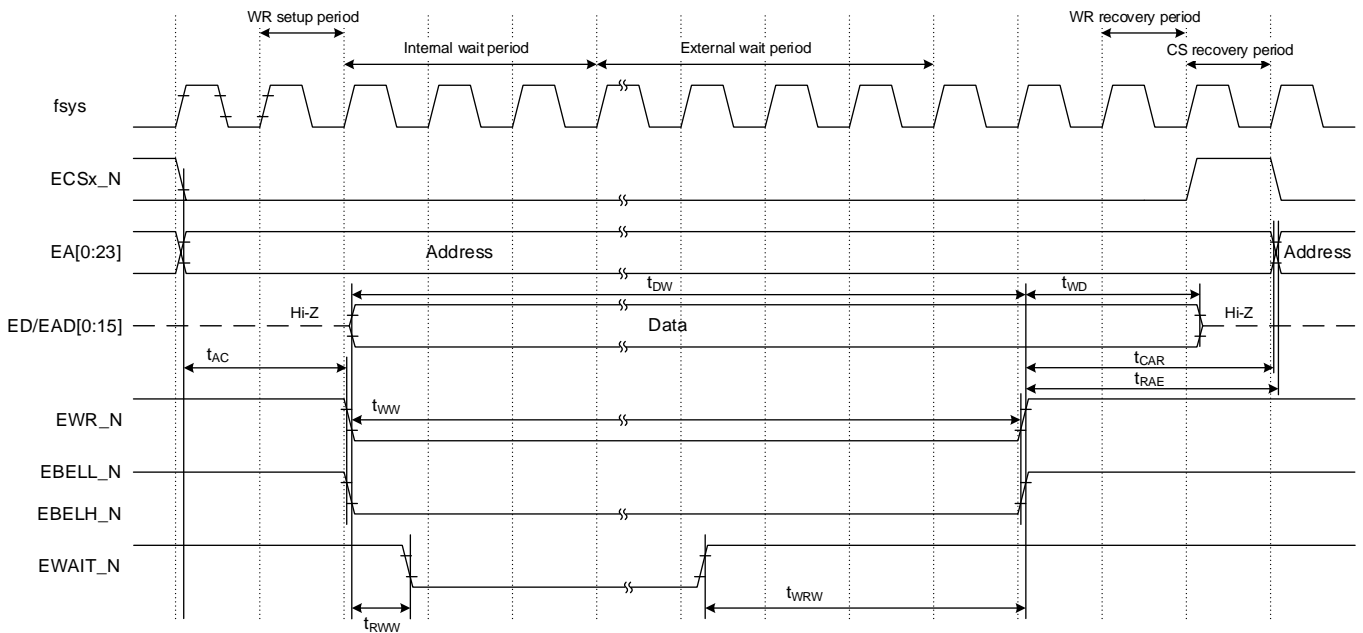 WR setup period
WR recovery period
Internal wait period
External wait period
CS recovery period
fsys
ECSx_N
EA[0:23]
Address
Address
tDW
tWD
ED/EAD[0:15]
Hi-Z
Data
Hi-Z
tAC
tCAR
tRAE
EWR_N
tWW
EBELL_N
EBELH_N
EWAIT_N
tRWW
tWRW